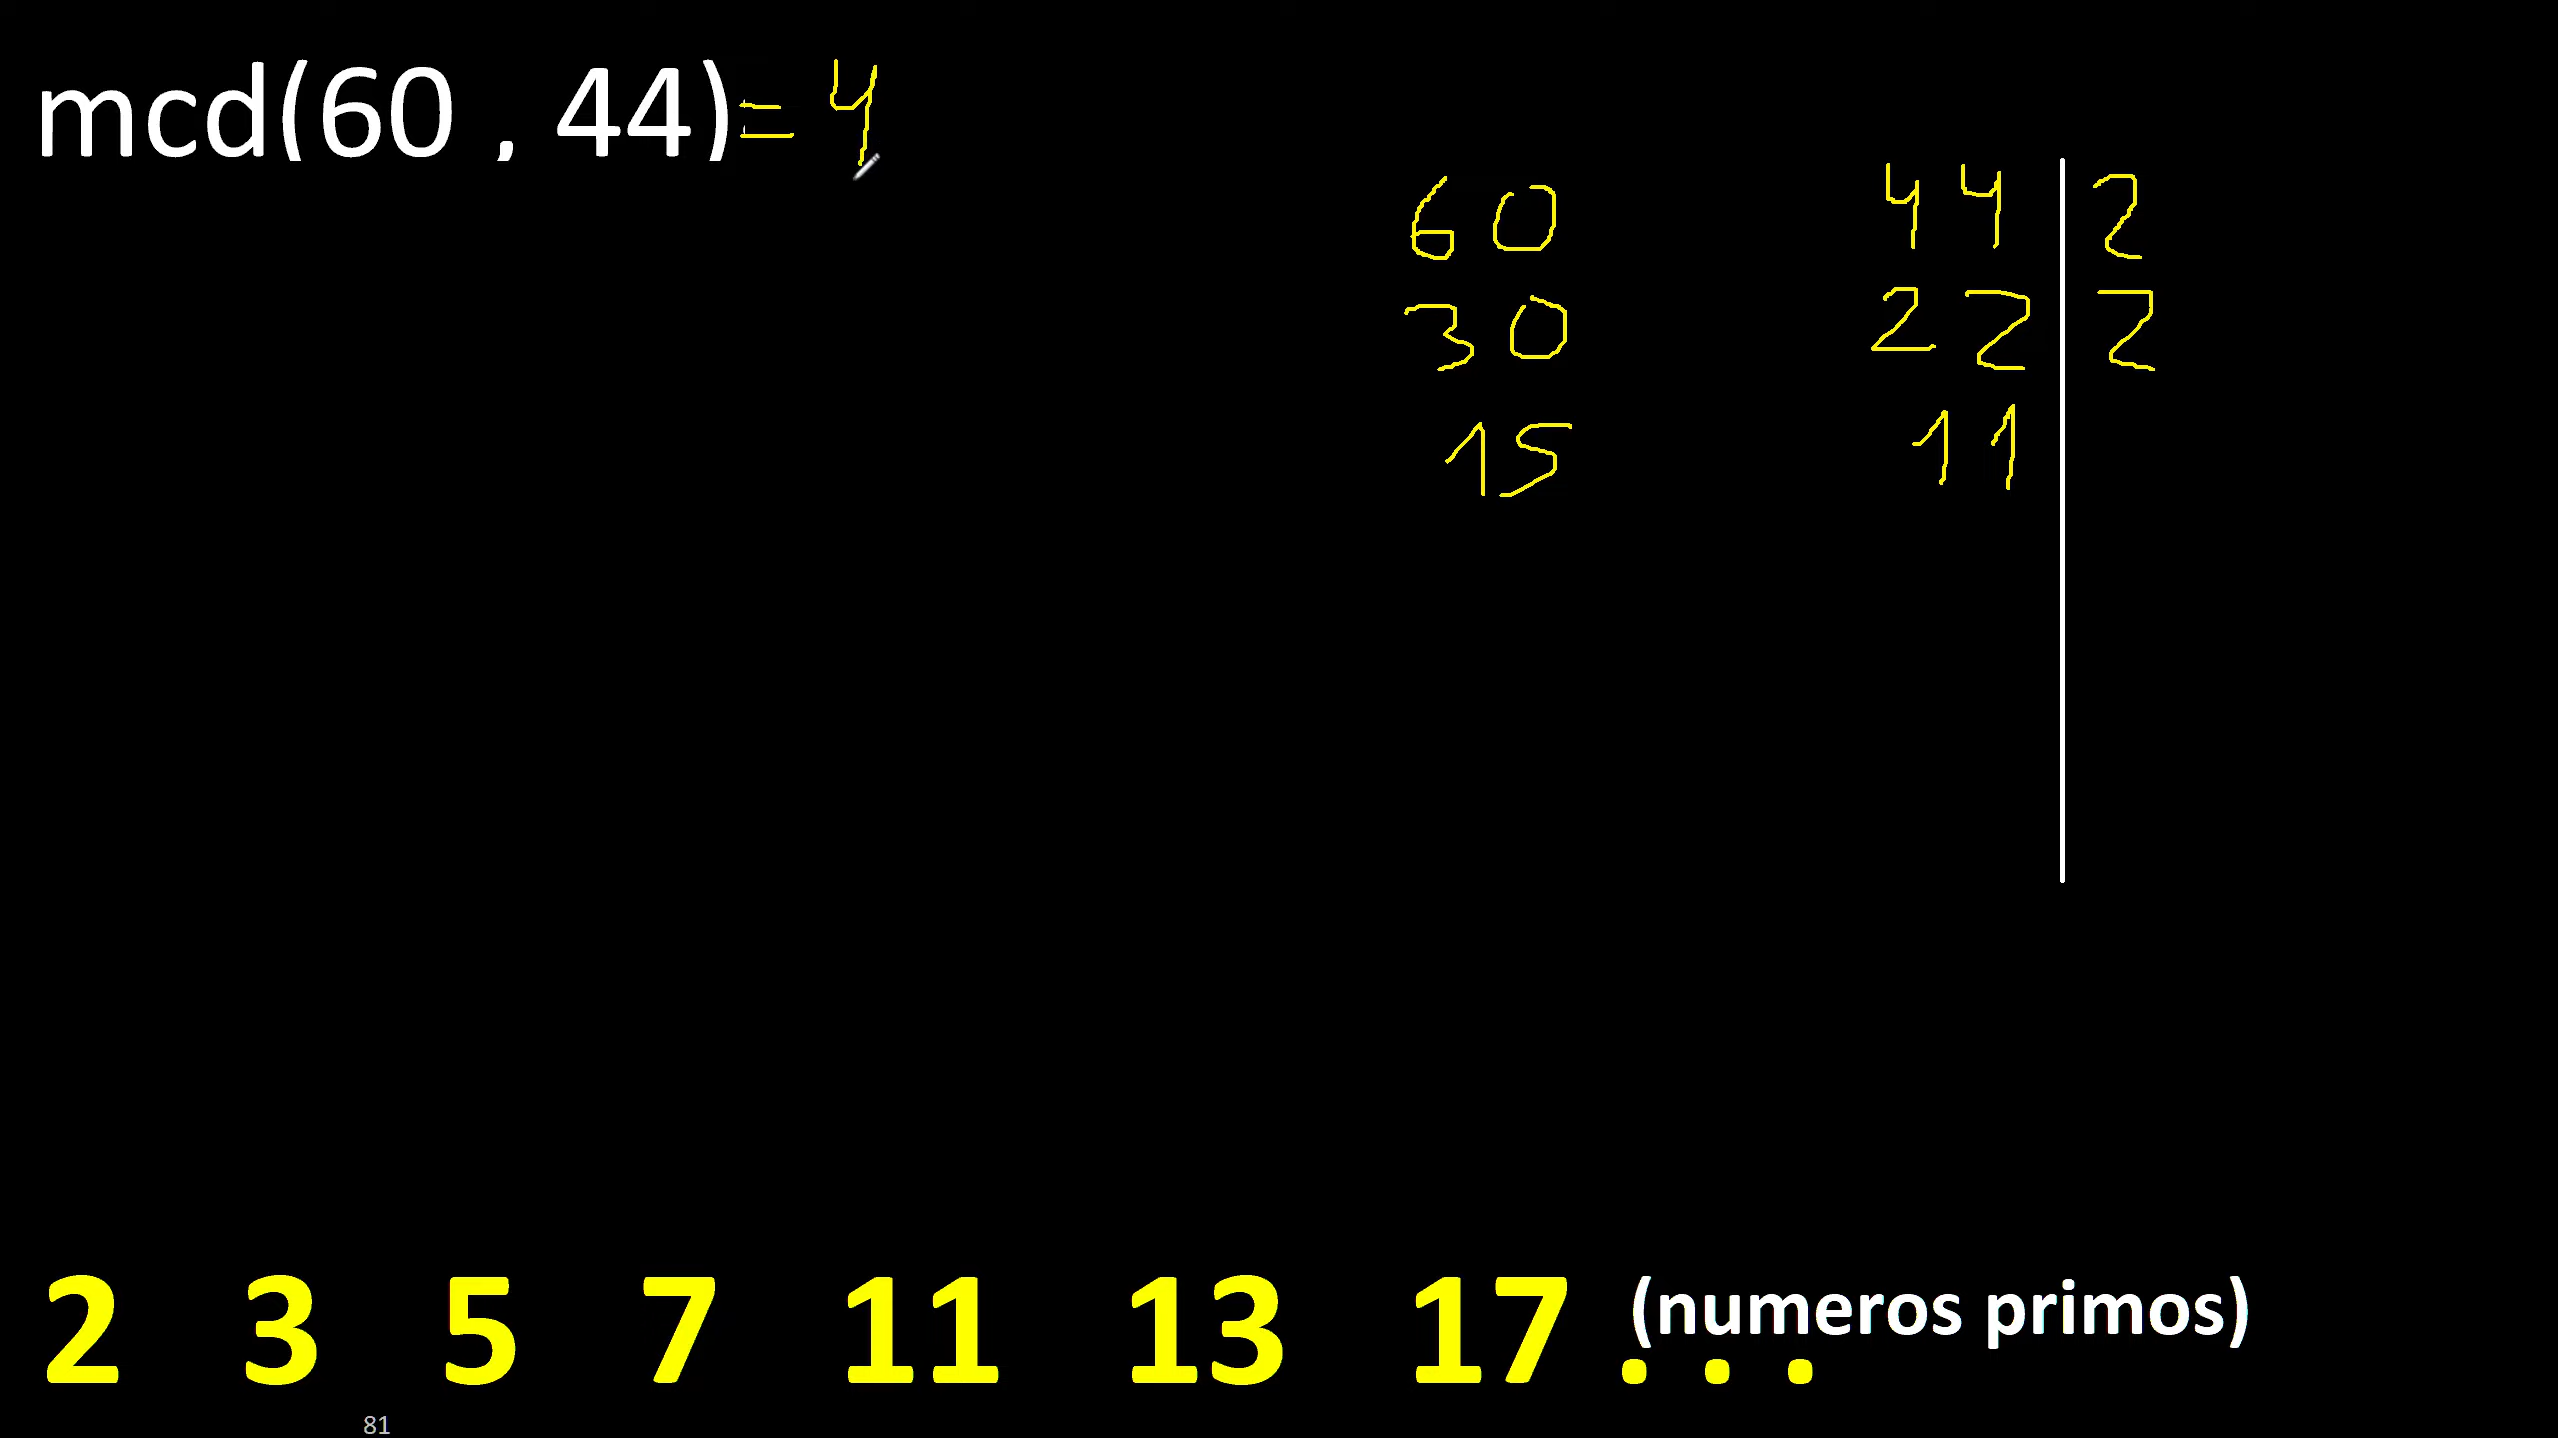 mcd(60 , 44)= 4
60 44 2
30 22 2
15 11
2 3 5 7 11 13 17 . . . (numeros primos)
81